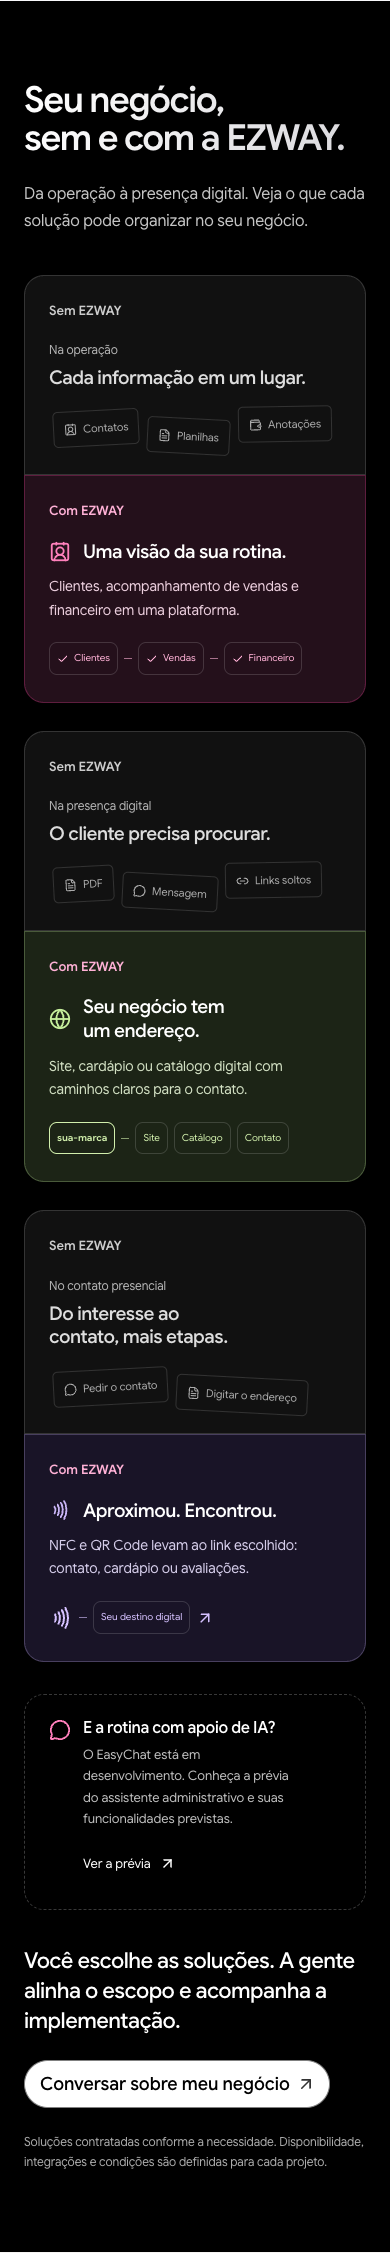 Seu negócio,
sem e com a EZWAY.
Da operação à presença digital. Veja o que cada
solução pode organizar no seu negócio.
Sem EZWAY
Na operação
Cada informação em um lugar.
Contatos
Planilhas
Anotações
Com EZWAY
Uma visão da sua rotina.
Clientes, acompanhamento de vendas e
financeiro em uma plataforma.
Clientes — Vendas — Financeiro
Sem EZWAY
Na presença digital
O cliente precisa procurar.
PDF
Mensagem
Links soltos
Com EZWAY
Seu negócio tem
um endereço.
Site, cardápio ou catálogo digital com
caminhos claros para o contato.
sua-marca — Site Catálogo Contato
Sem EZWAY
No contato presencial
Do interesse ao
contato, mais etapas.
Pedir o contato
Digitar o endereço
Com EZWAY
Aproximou. Encontrou.
NFC e QR Code levam ao link escolhido:
contato, cardápio ou avaliações.
— Seu destino digital
E a rotina com apoio de IA?
O EasyChat está em
desenvolvimento. Conheça a prévia
do assistente administrativo e suas
funcionalidades previstas.
Ver a prévia
Você escolhe as soluções. A gente
alinha o escopo e acompanha a
implementação.
Conversar sobre meu negócio
Soluções contratadas conforme a necessidade. Disponibilidade,
integrações e condições são definidas para cada projeto.